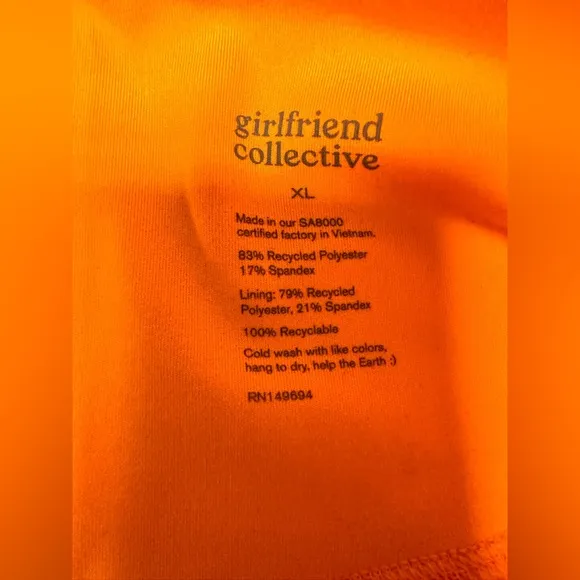 girlfriend
collective
XL
Made in our SA8000
certified factory in Vietnam.
83% Recycled Polyester
17% Spandex
Lining: 79% Recycled
Polyester, 21% Spandex
100% Recyclable
Cold wash with like colors,
hang to dry, help the Earth :)
RN149694